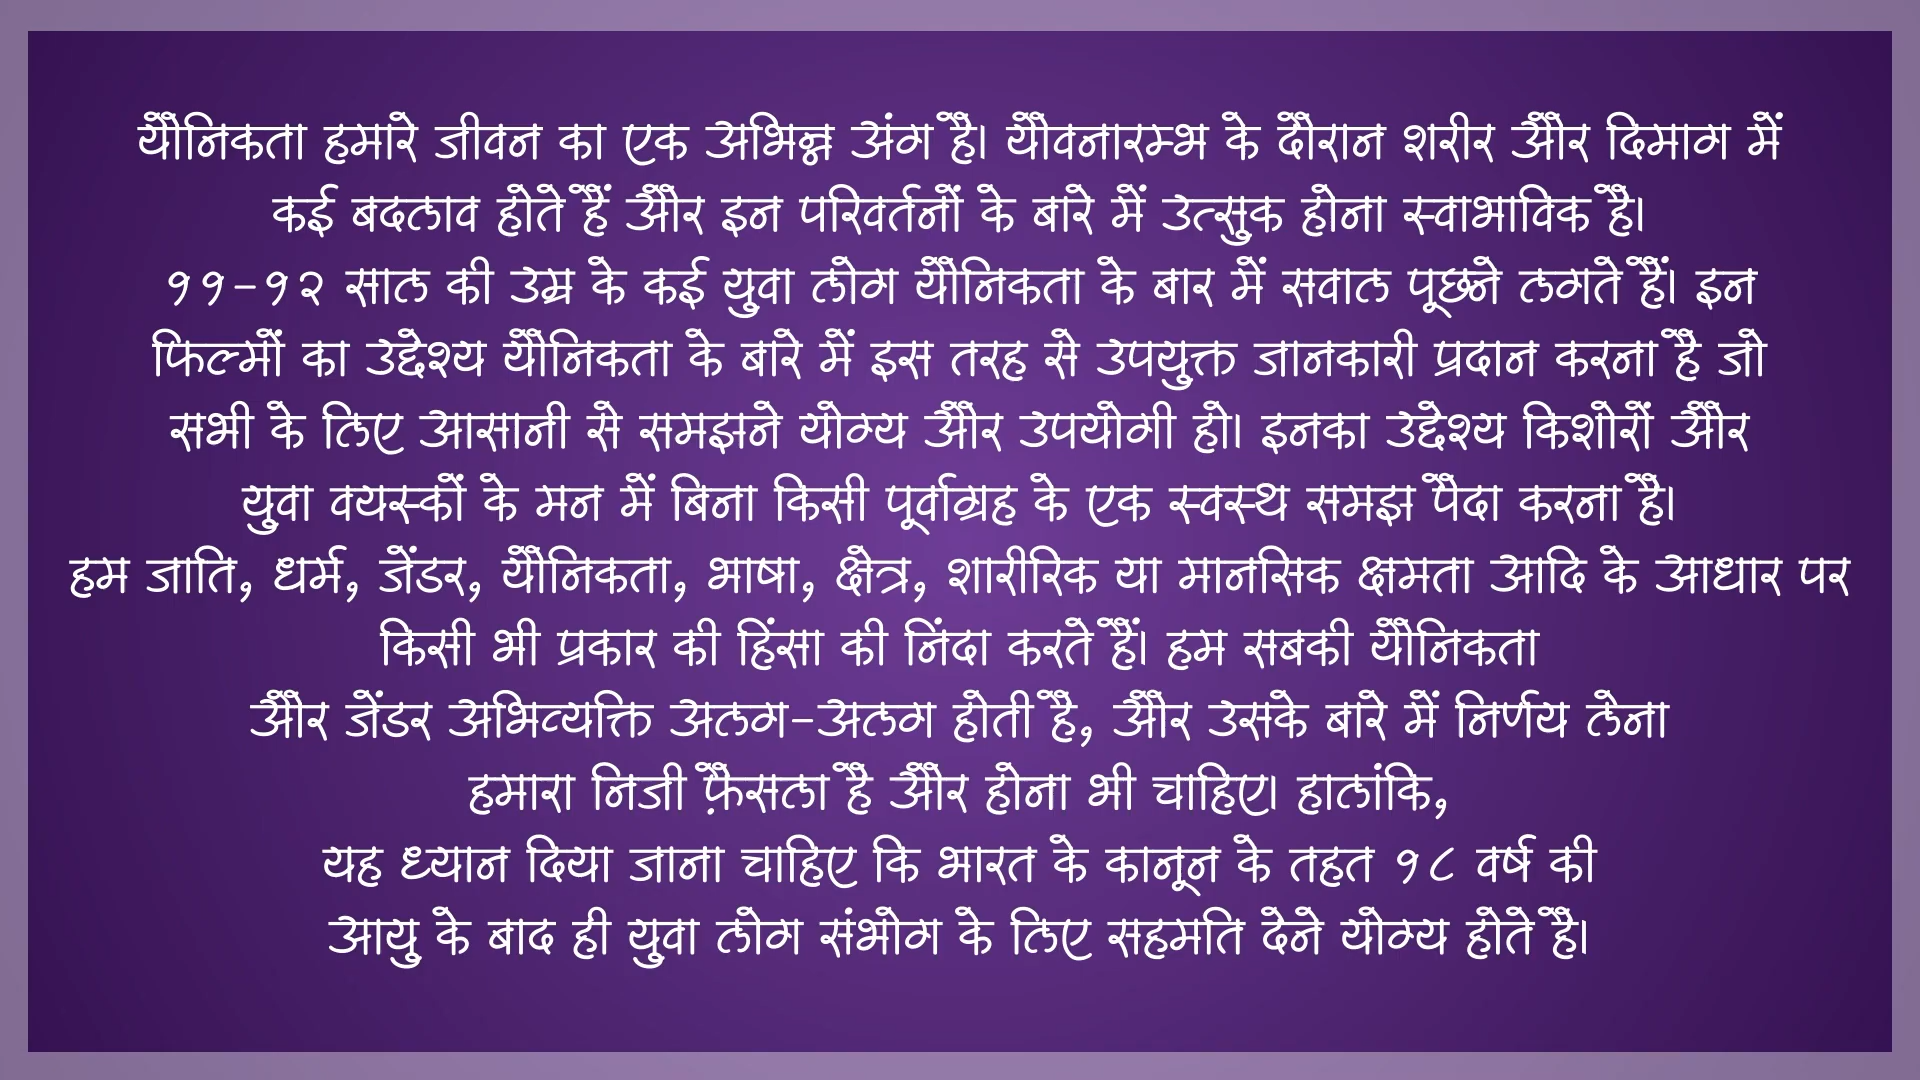 यौनिकता हमारे जीवन का एक अभिन्न अंग है। यौवनारम्भ के दौरान शरीर और दिमाग में
कई बदलाव होते हैं और इन परिवर्तनों के बारे में उत्सुक होना स्वाभाविक है।
११-१२ साल की उम्र के कई युवा लोग यौनिकता के बार में सवाल पूछने लगते हैं। इन
फिल्मों का उद्देश्य यौनिकता के बारे में इस तरह से उपयुक्त जानकारी प्रदान करना है जो
सभी के लिए आसानी से समझने योग्य और उपयोगी हो। इनका उद्देश्य किशोरों और
युवा वयस्कों के मन में बिना किसी पूर्वाग्रह के एक स्वस्थ समझ पैदा करना है।
हम जाति, धर्म, जेंडर, यौनिकता, भाषा, क्षेत्र, शारीरिक या मानसिक क्षमता आदि के आधार पर
किसी भी प्रकार की हिंसा की निंदा करते हैं। हम सबकी यौनिकता
और जेंडर अभिव्यक्ति अलग-अलग होती है, और उसके बारे में निर्णय लेना
हमारा निजी फ़ैसला है और होना भी चाहिए। हालांकि,
यह ध्यान दिया जाना चाहिए कि भारत के कानून के तहत १८ वर्ष की
आयु के बाद ही युवा लोग संभोग के लिए सहमति देने योग्य होते है।